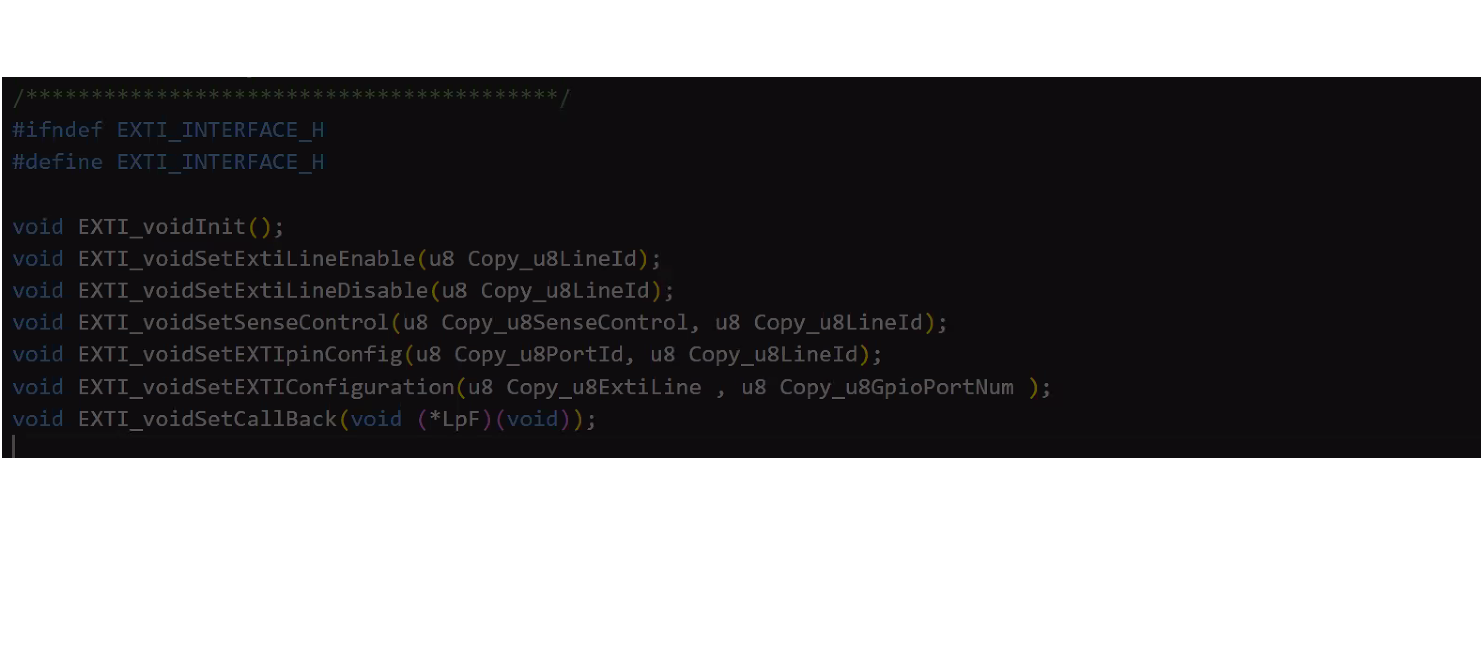 /*****************************************/
#ifndef EXTI_INTERFACE_H
#define EXTI_INTERFACE_H
void EXTI_voidInit();
void EXTI_voidSetExtiLineEnable(u8 Copy_u8LineId);
void EXTI_voidSetExtiLineDisable(u8 Copy_u8LineId);
void EXTI_voidSetSenseControl(u8 Copy_u8SenseControl, u8 Copy_u8LineId);
void EXTI_voidSetEXTIpinConfig(u8 Copy_u8PortId, u8 Copy_u8LineId);
void EXTI_voidSetEXTIConfiguration(u8 Copy_u8ExtiLine , u8 Copy_u8GpioPortNum );
void EXTI_voidSetCallBack(void (*LpF)(void));